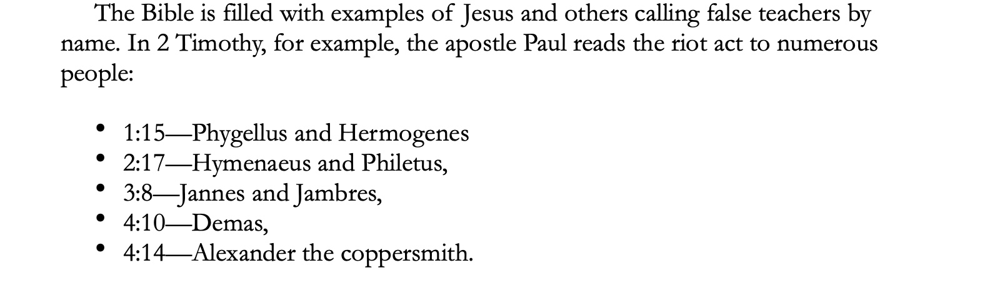 The Bible is filled with examples of Jesus and others calling false teachers by
name. In 2 Timothy, for example, the apostle Paul reads the riot act to numerous
people:
• 1:15—Phygellus and Hermogenes
• 2:17—Hymenaeus and Philetus,
• 3:8—Jannes and Jambres,
• 4:10—Demas,
• 4:14—Alexander the coppersmith.